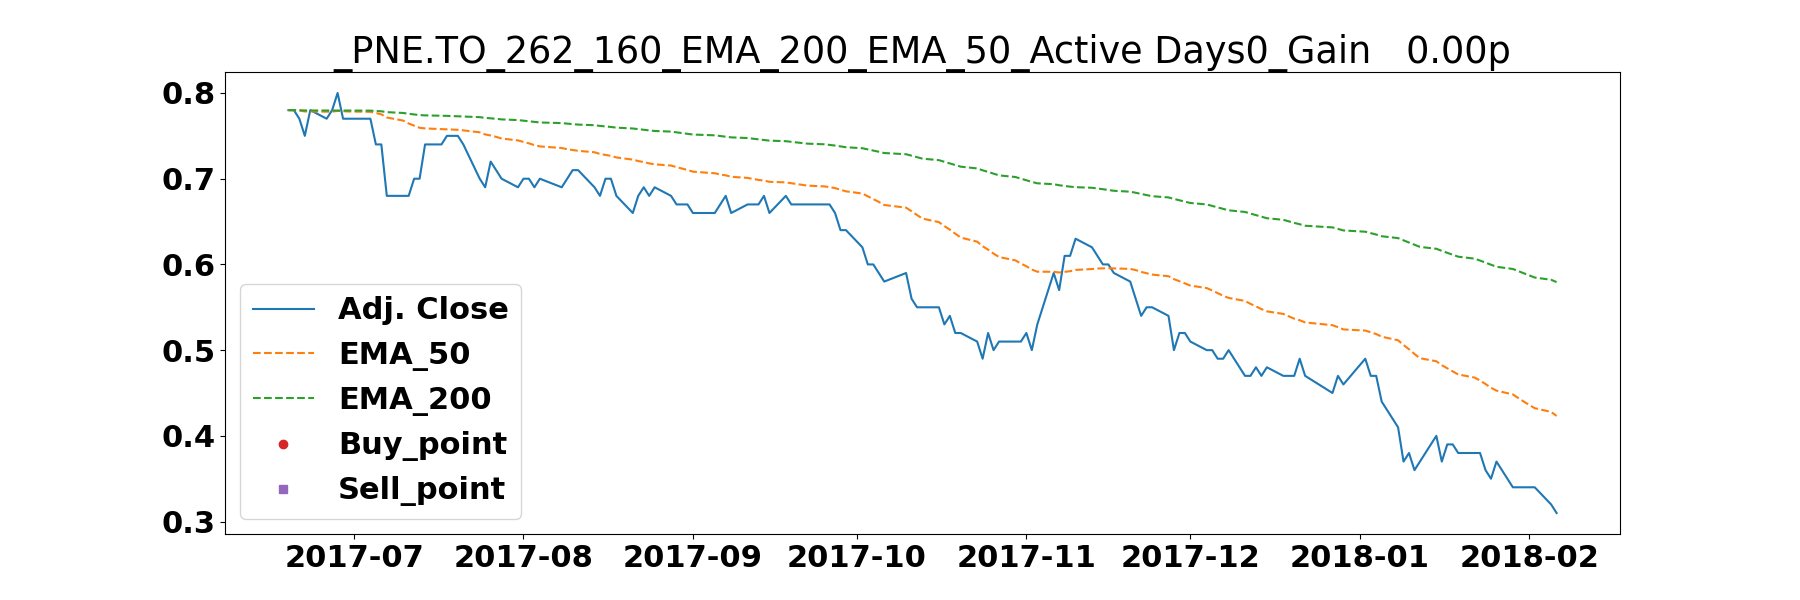 _PNE.TO_262_160_EMA_200_EMA_50_Active Days0_Gain   0.00p
0.8
0.7
0.6
0.5
0.4
0.3
Adj. Close
EMA_50
EMA_200
Buy_point
Sell_point
2017-07 2017-08 2017-09 2017-10 2017-11 2017-12 2018-01 2018-02